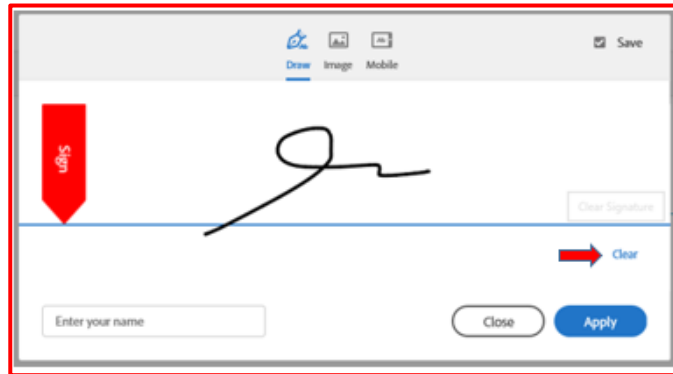 Draw Image Mobile
Save
Sign
Clear Signature
Clear
Enter your name
Close
Apply